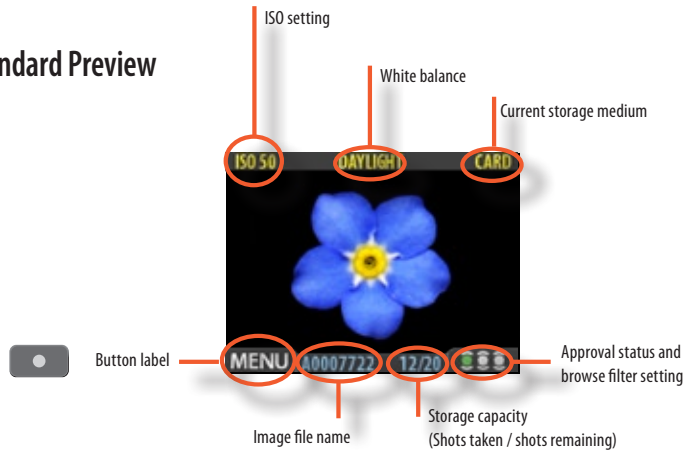 ISO setting
ndard Preview
White balance
Current storage medium
ISO 50 DAYLIGHT CARD
Button label
MENU A0007722 12/20
Approval status and
browse filter setting
Image file name
Storage capacity
(Shots taken / shots remaining)